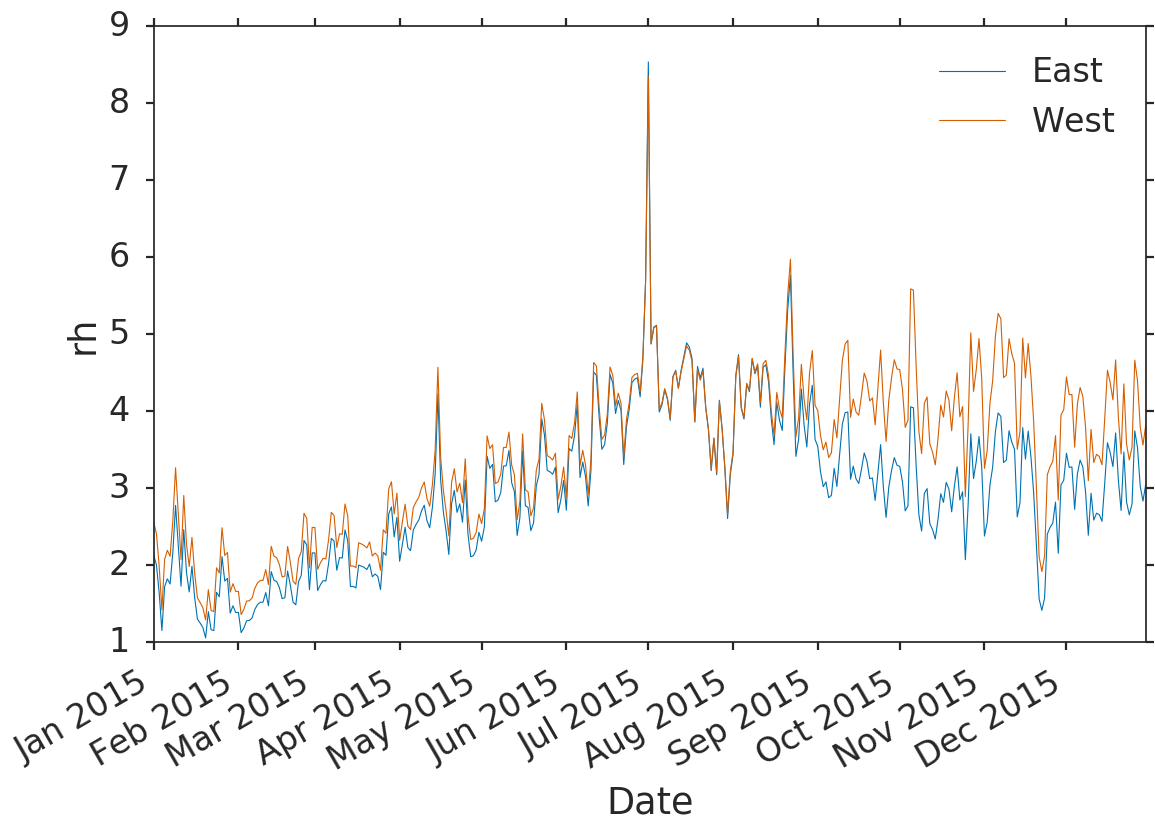 9
8
7
6
5
4
3
2
1
rh
East
West
Jan 2015
Feb 2015
Mar 2015
Apr 2015
May 2015
Jun 2015
Jul 2015
Aug 2015
Sep 2015
Oct 2015
Nov 2015
Dec 2015
Date